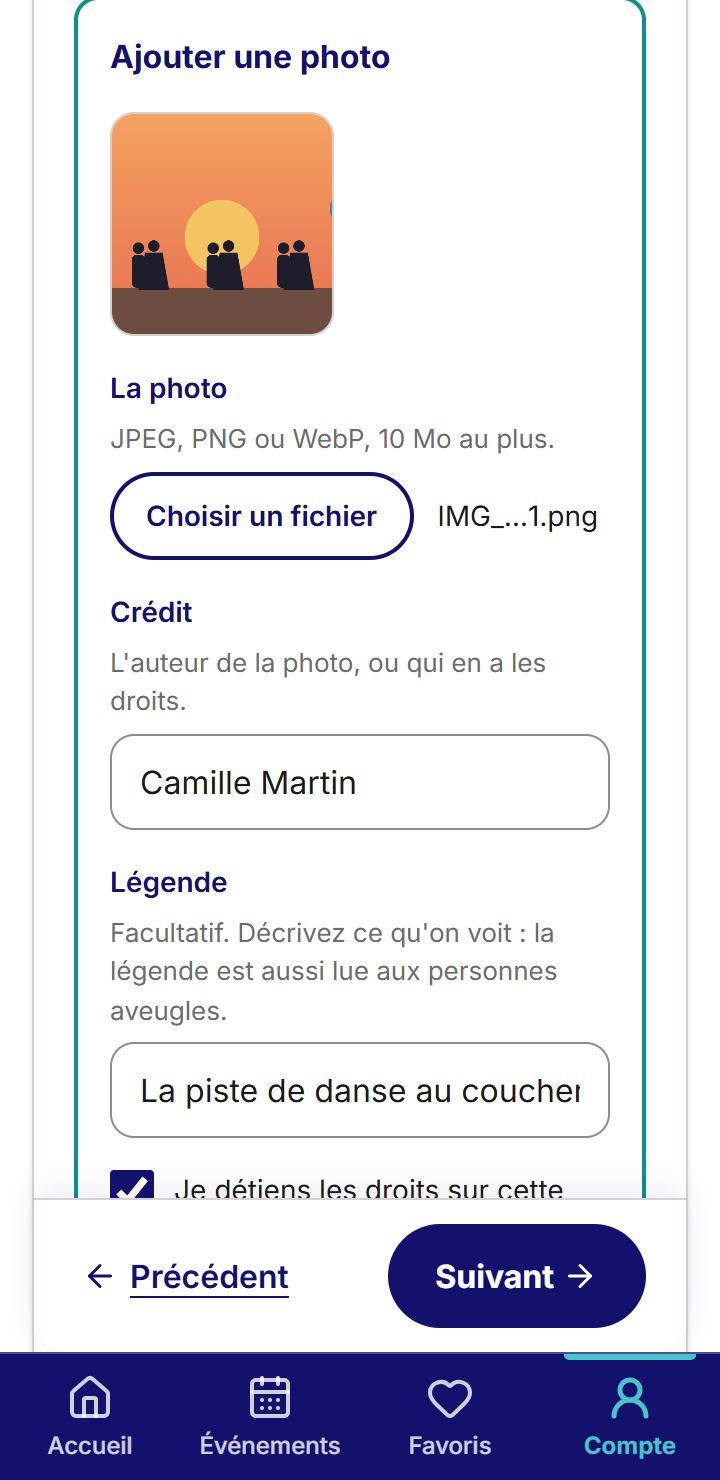 Ajouter une photo
La photo
JPEG, PNG ou WebP, 10 Mo au plus.
Choisir un fichier
IMG_...1.png
Crédit
L'auteur de la photo, ou qui en a les
droits.
Camille Martin
Légende
Facultatif. Décrivez ce qu'on voit : la
légende est aussi lue aux personnes
aveugles.
La piste de danse au coucher
Je détiens les droits sur cette
← Précédent
Suivant →
Accueil
Événements
Favoris
Compte